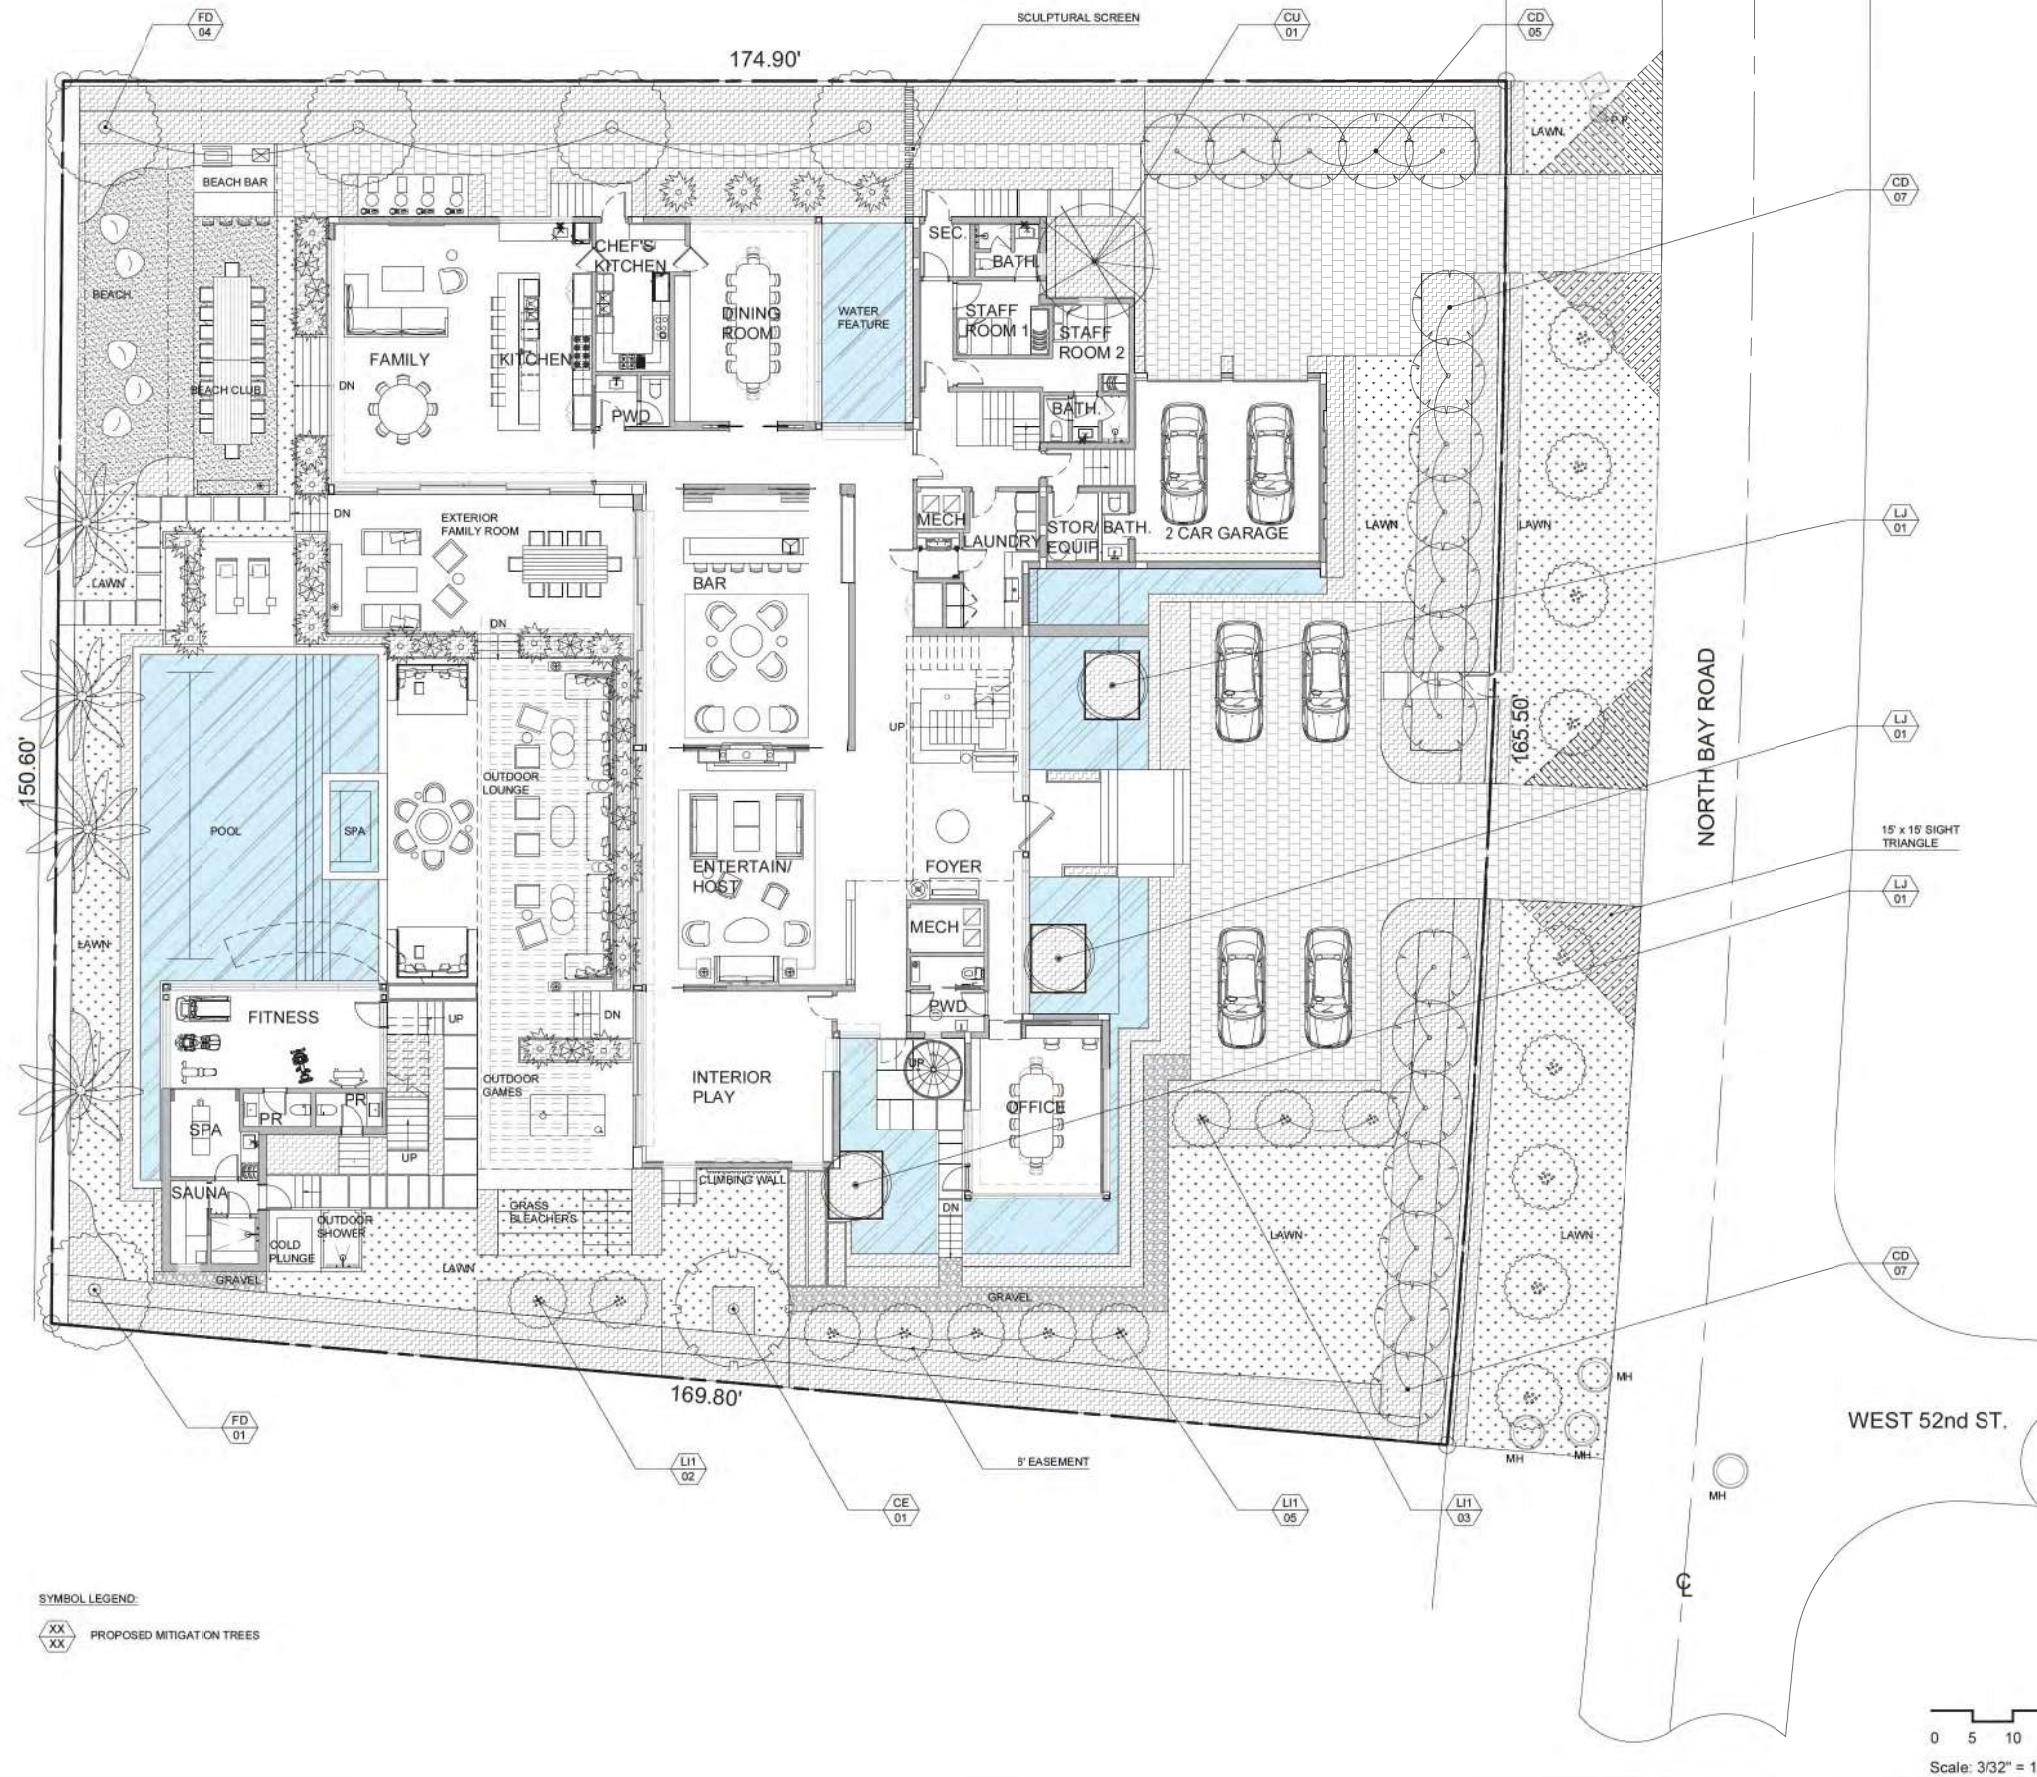 FD
04
SCULPTURAL SCREEN
CU
01
CD
05
174.90'
LAWN
P.P.
BEACH BAR
CD
07
SEC.
BATH.
CHEF'S
KITCHEN
BEACH
DINING
ROOM
WATER
FEATURE
STAFF
ROOM 1
STAFF
ROOM 2
FAMILY
KITCHEN
DN
BEACH CLUB
PWD
BATH.
DN
EXTERIOR
FAMILY ROOM
MECH
LAUNDRY
STOR/
EQUIP.
BATH.
2 CAR GARAGE
LAWN
LAWN
LJ
01
BAR
LAWN
DN
NORTH BAY ROAD
165.50'
UP
LJ
01
150.60'
OUTDOOR
LOUNGE
POOL
SPA
15' x 15' SIGHT
TRIANGLE
ENTERTAIN/
HOST
FOYER
LJ
01
MECH
LAWN
PWD
FITNESS
UP
DN
UP
INTERIOR
PLAY
OUTDOOR
GAMES
PR
PR
OFFICE
SPA
UP
CLIMBING WALL
SAUNA
GRASS
BLEACHERS
DN
OUTDOOR
SHOWER
COLD
PLUNGE
LAWN
LAWN
LAWN
GRAVEL
GRAVEL
CD
07
MH
169.80'
WEST 52nd ST.
FD
01
LI1
02
5' EASEMENT
MH
MH
MH
CE
01
LI1
05
LI1
03
SYMBOL LEGEND:
XX
XX
PROPOSED MITIGATION TREES
0 5 10
Scale: 3/32" = 1